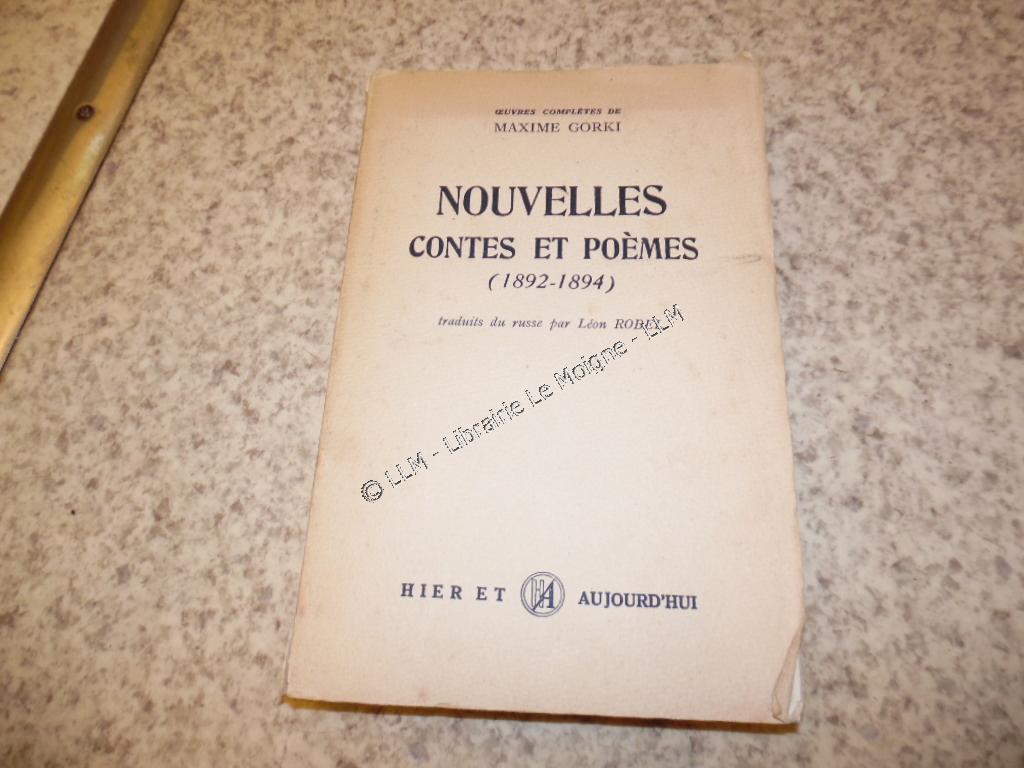 ŒUVRES COMPLÈTES DE
MAXIME GORKI
NOUVELLES
CONTES ET POÈMES
(1892-1894)
traduits du russe par Léon ROBEL
© LLM - Librairie Le Moigne - LLM
HIER ET HA AUJOURD'HUI